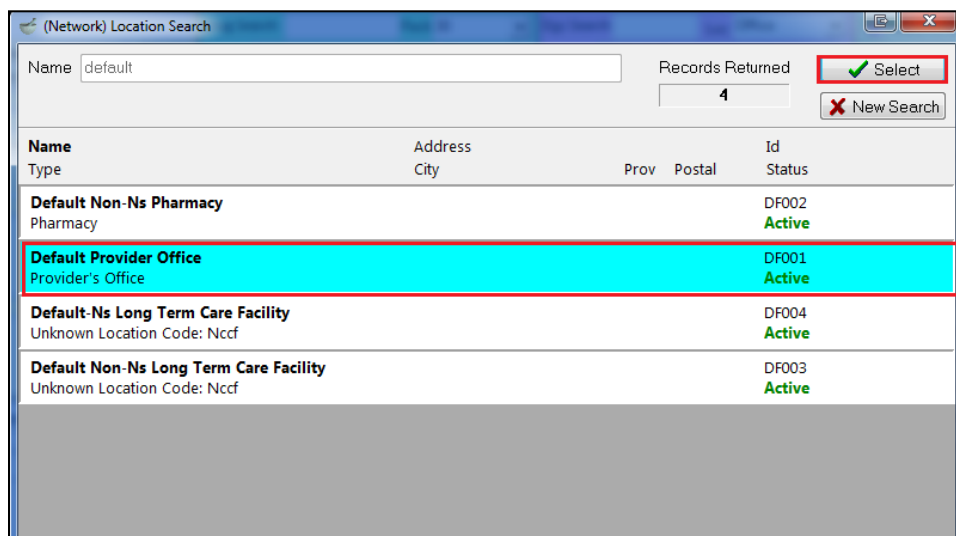 (Network) Location Search
Name default Records Returned Select
4
New Search
Name Address Id
Type City Prov Postal Status
Default Non-Ns Pharmacy DF002
Pharmacy Active
Default Provider Office DF001
Provider's Office Active
Default-Ns Long Term Care Facility DF004
Unknown Location Code: Nccf Active
Default Non-Ns Long Term Care Facility DF003
Unknown Location Code: Nccf Active